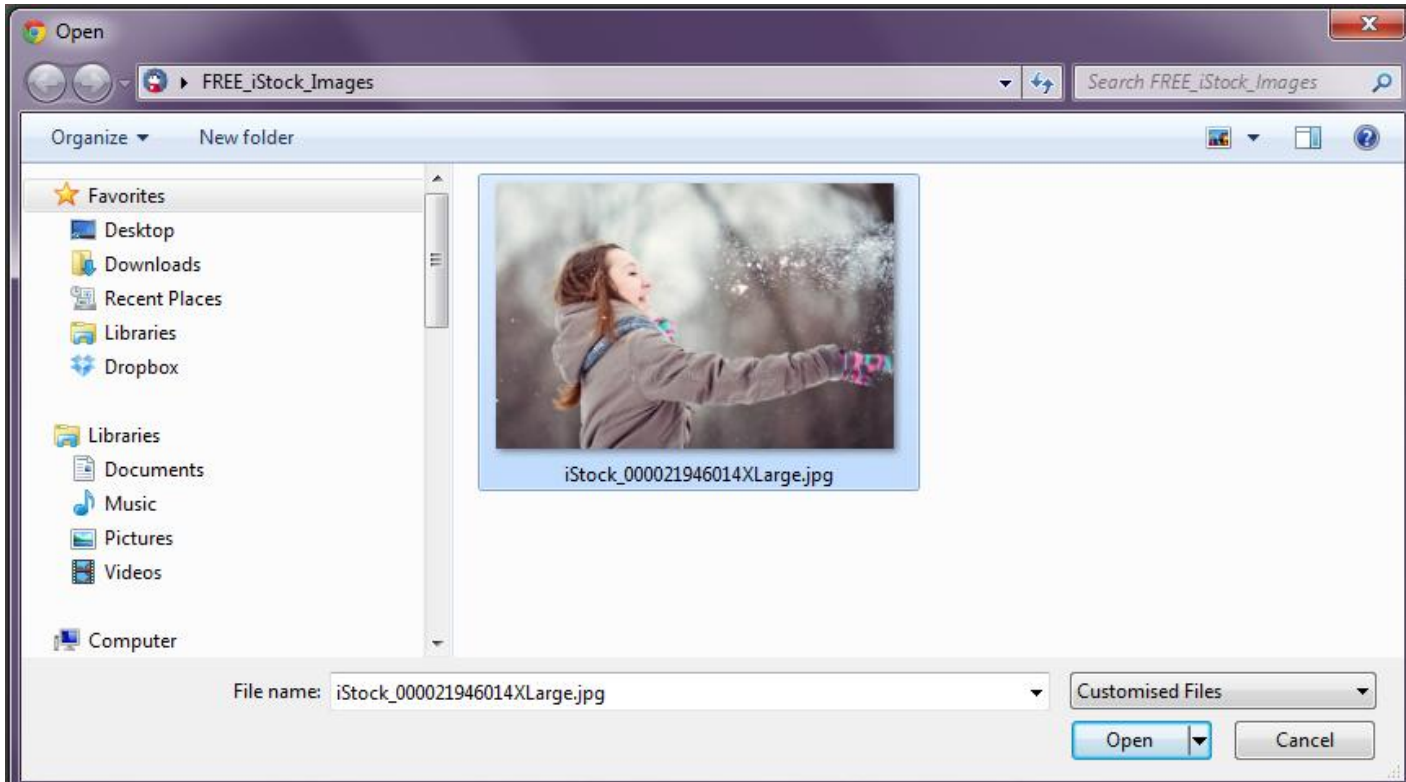 Open
FREE_iStock_Images
Search FREE_iStock_Images
Organize
New folder
Favorites
Desktop
Downloads
Recent Places
Libraries
Dropbox
Libraries
Documents
Music
Pictures
Videos
Computer
iStock_000021946014XLarge.jpg
File name: iStock_000021946014XLarge.jpg
Customised Files
Open
Cancel